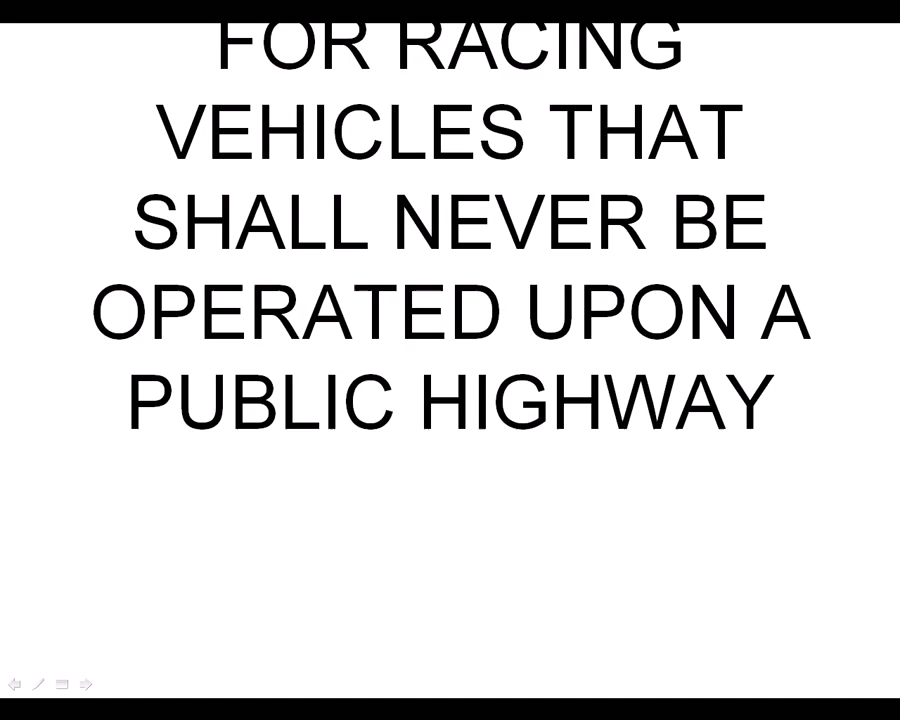 FOR RACING
VEHICLES THAT
SHALL NEVER BE
OPERATED UPON A
PUBLIC HIGHWAY